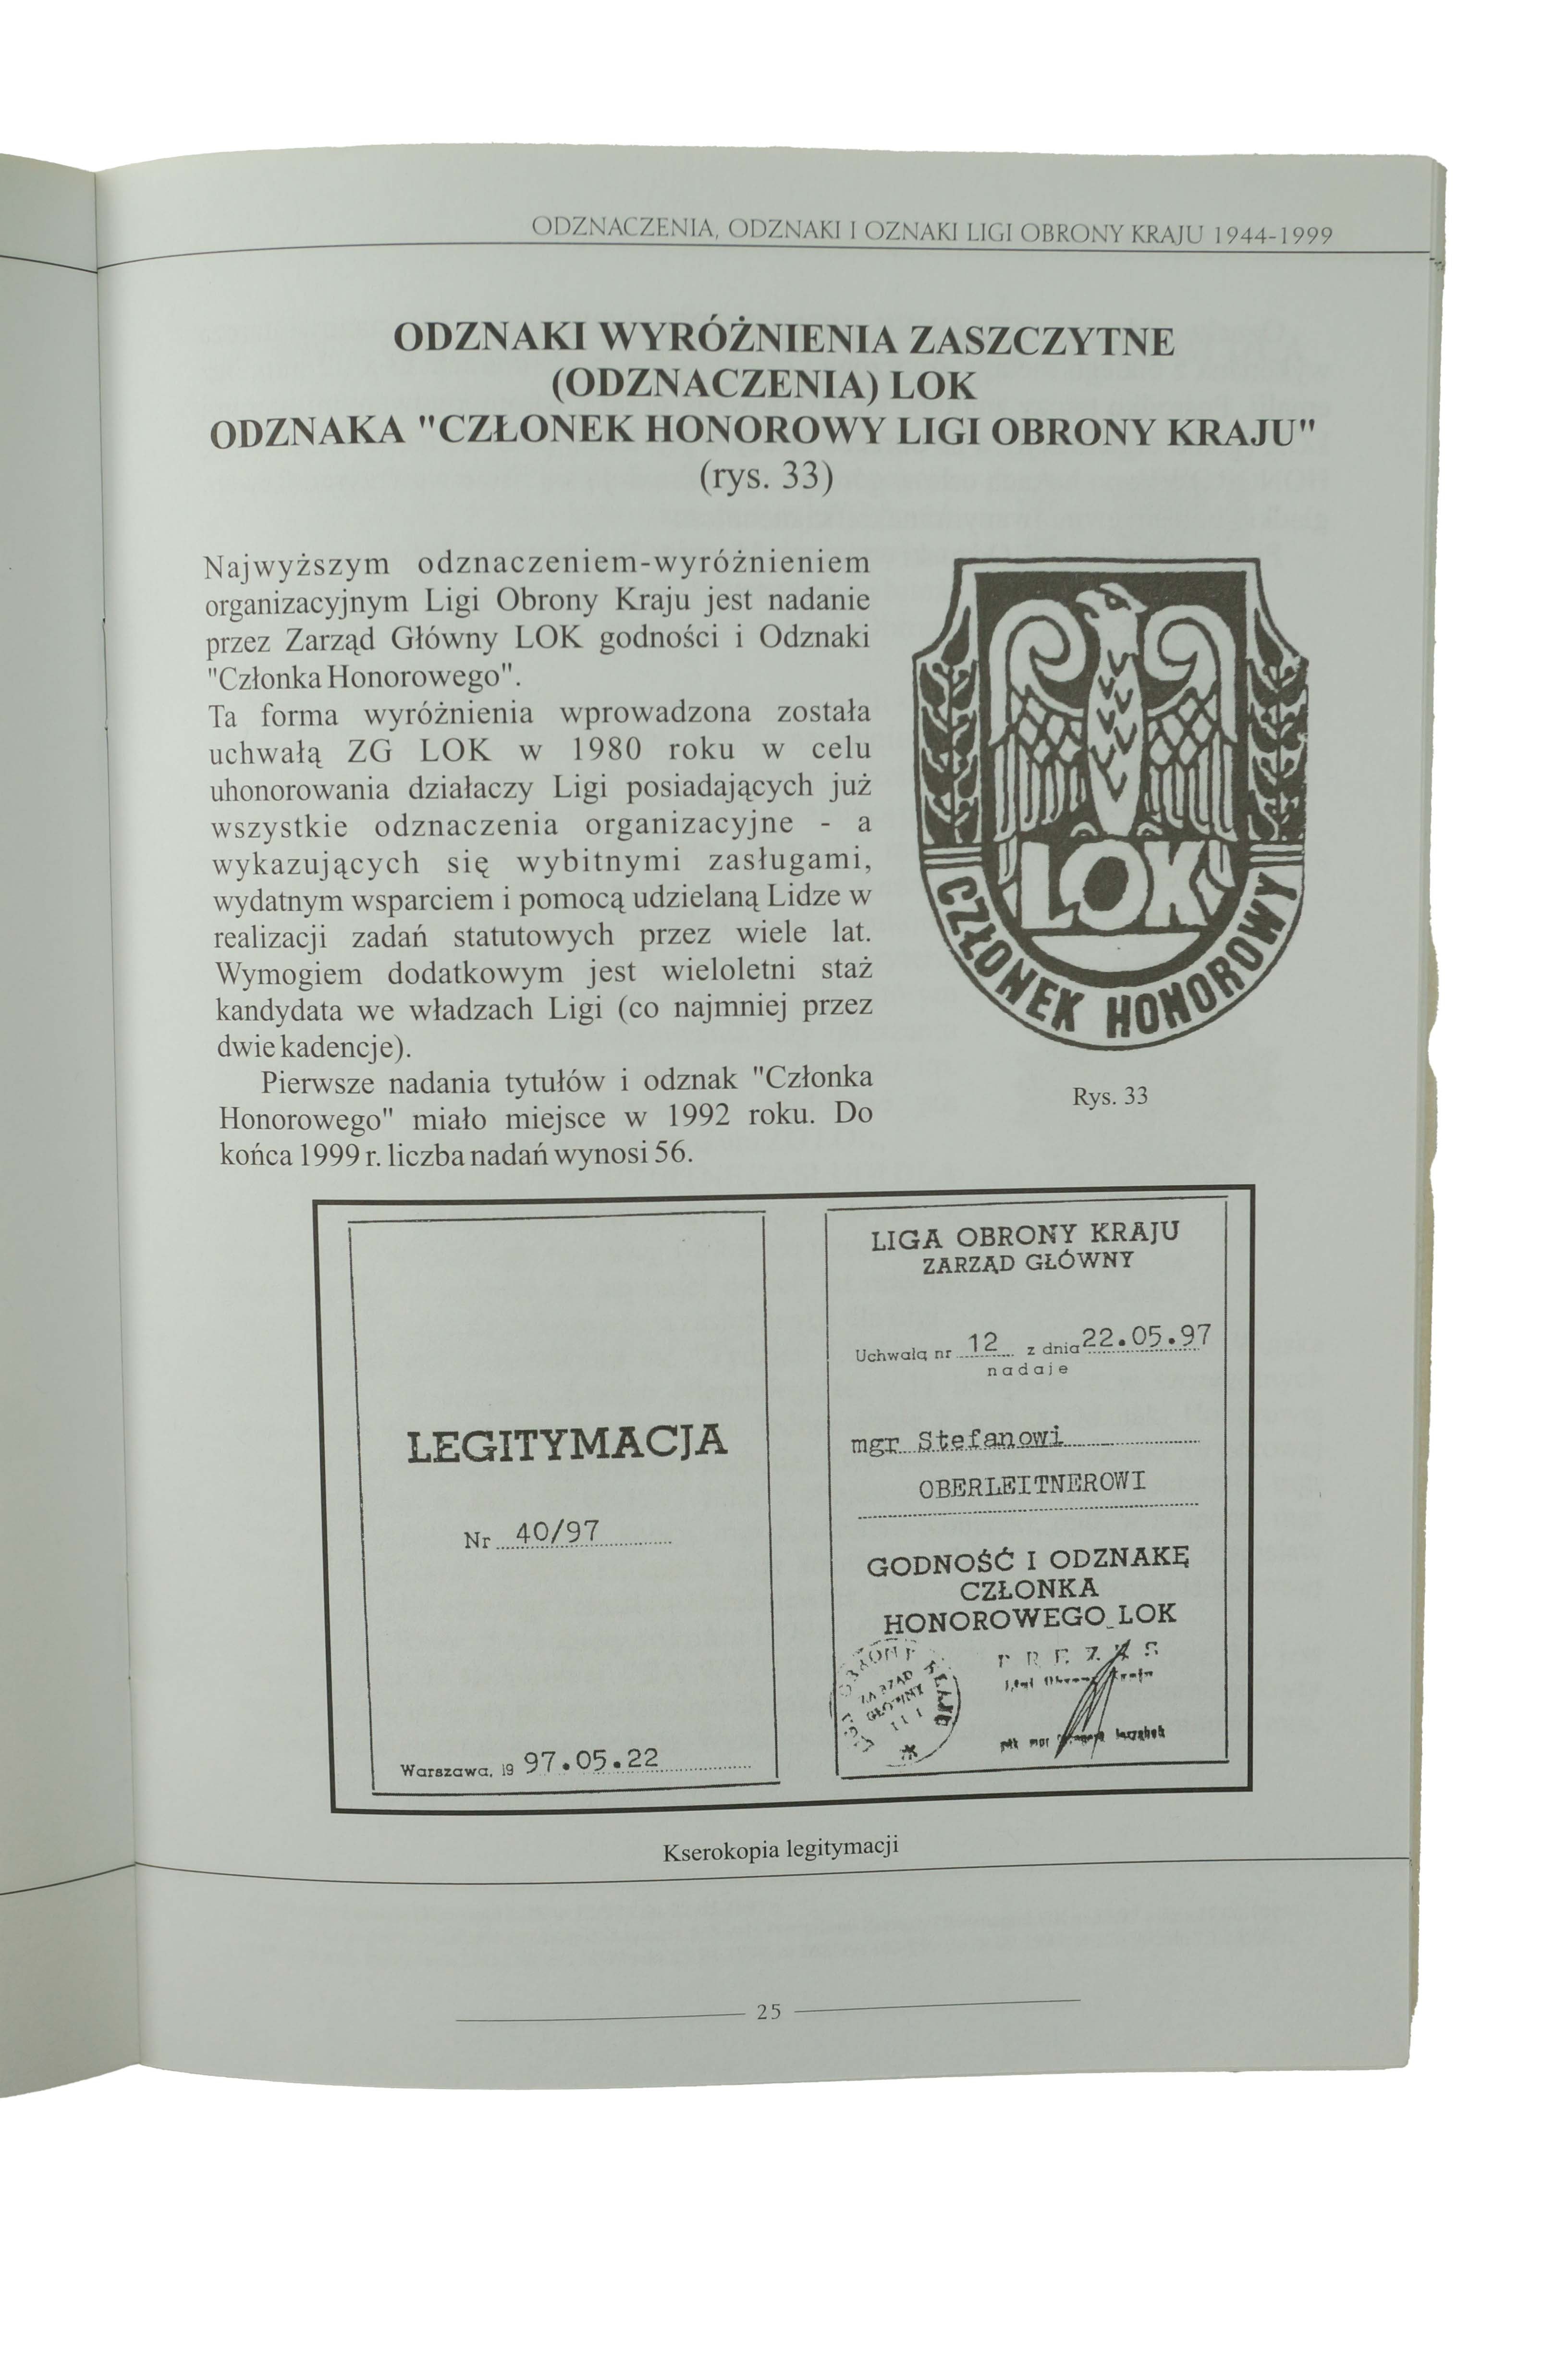 ODZNACZENIA, ODZNAKI I OZNAKI LIGI OBRONY KRAJU 1944-1999
ODZNAKI WYRÓŻNIENIA ZASZCZYTNE
(ODZNACZENIA) LOK
ODZNAKA "CZŁONEK HONOROWY LIGI OBRONY KRAJU"
(rys. 33)
Najwyższym odznaczeniem-wyróżnieniem
organizacyjnym Ligi Obrony Kraju jest nadanie
przez Zarząd Główny LOK godności i Odznaki
"Członka Honorowego".
Ta forma wyróżnienia wprowadzona została
uchwałą ZG LOK w 1980 roku w celu
uhonorowania działaczy Ligi posiadających już
wszystkie odznaczenia organizacyjne - a
wykazujących się wybitnymi zasługami,
wydatnym wsparciem i pomocą udzielaną Lidze w
realizacji zadań statutowych przez wiele lat.
Wymogiem dodatkowym jest wieloletni staż
kandydata we władzach Ligi (co najmniej przez
dwie kadencje).
Pierwsze nadania tytułów i odznak "Członka
Honorowego" miało miejsce w 1992 roku. Do
końca 1999 r. liczba nadań wynosi 56.
LOK
CZŁONEK HONOROWY
Rys. 33
LEGITYMACJA
Nr 40/97
Warszawa, 19 97.05.22
LIGA OBRONY KRAJU
ZARZĄD GŁÓWNY
Uchwałą nr 12 z dnia 22.05.97
nadaje
mgr Stefanowi
OBERLEITNEROWI
GODNOŚĆ I ODZNAKĘ
CZŁONKA
HONOROWEGO LOK
OBRONY KRAJU
ZARZĄD
GŁÓWNY
PREZES
Ligi Obrony Kraju
Kserokopia legitymacji
25